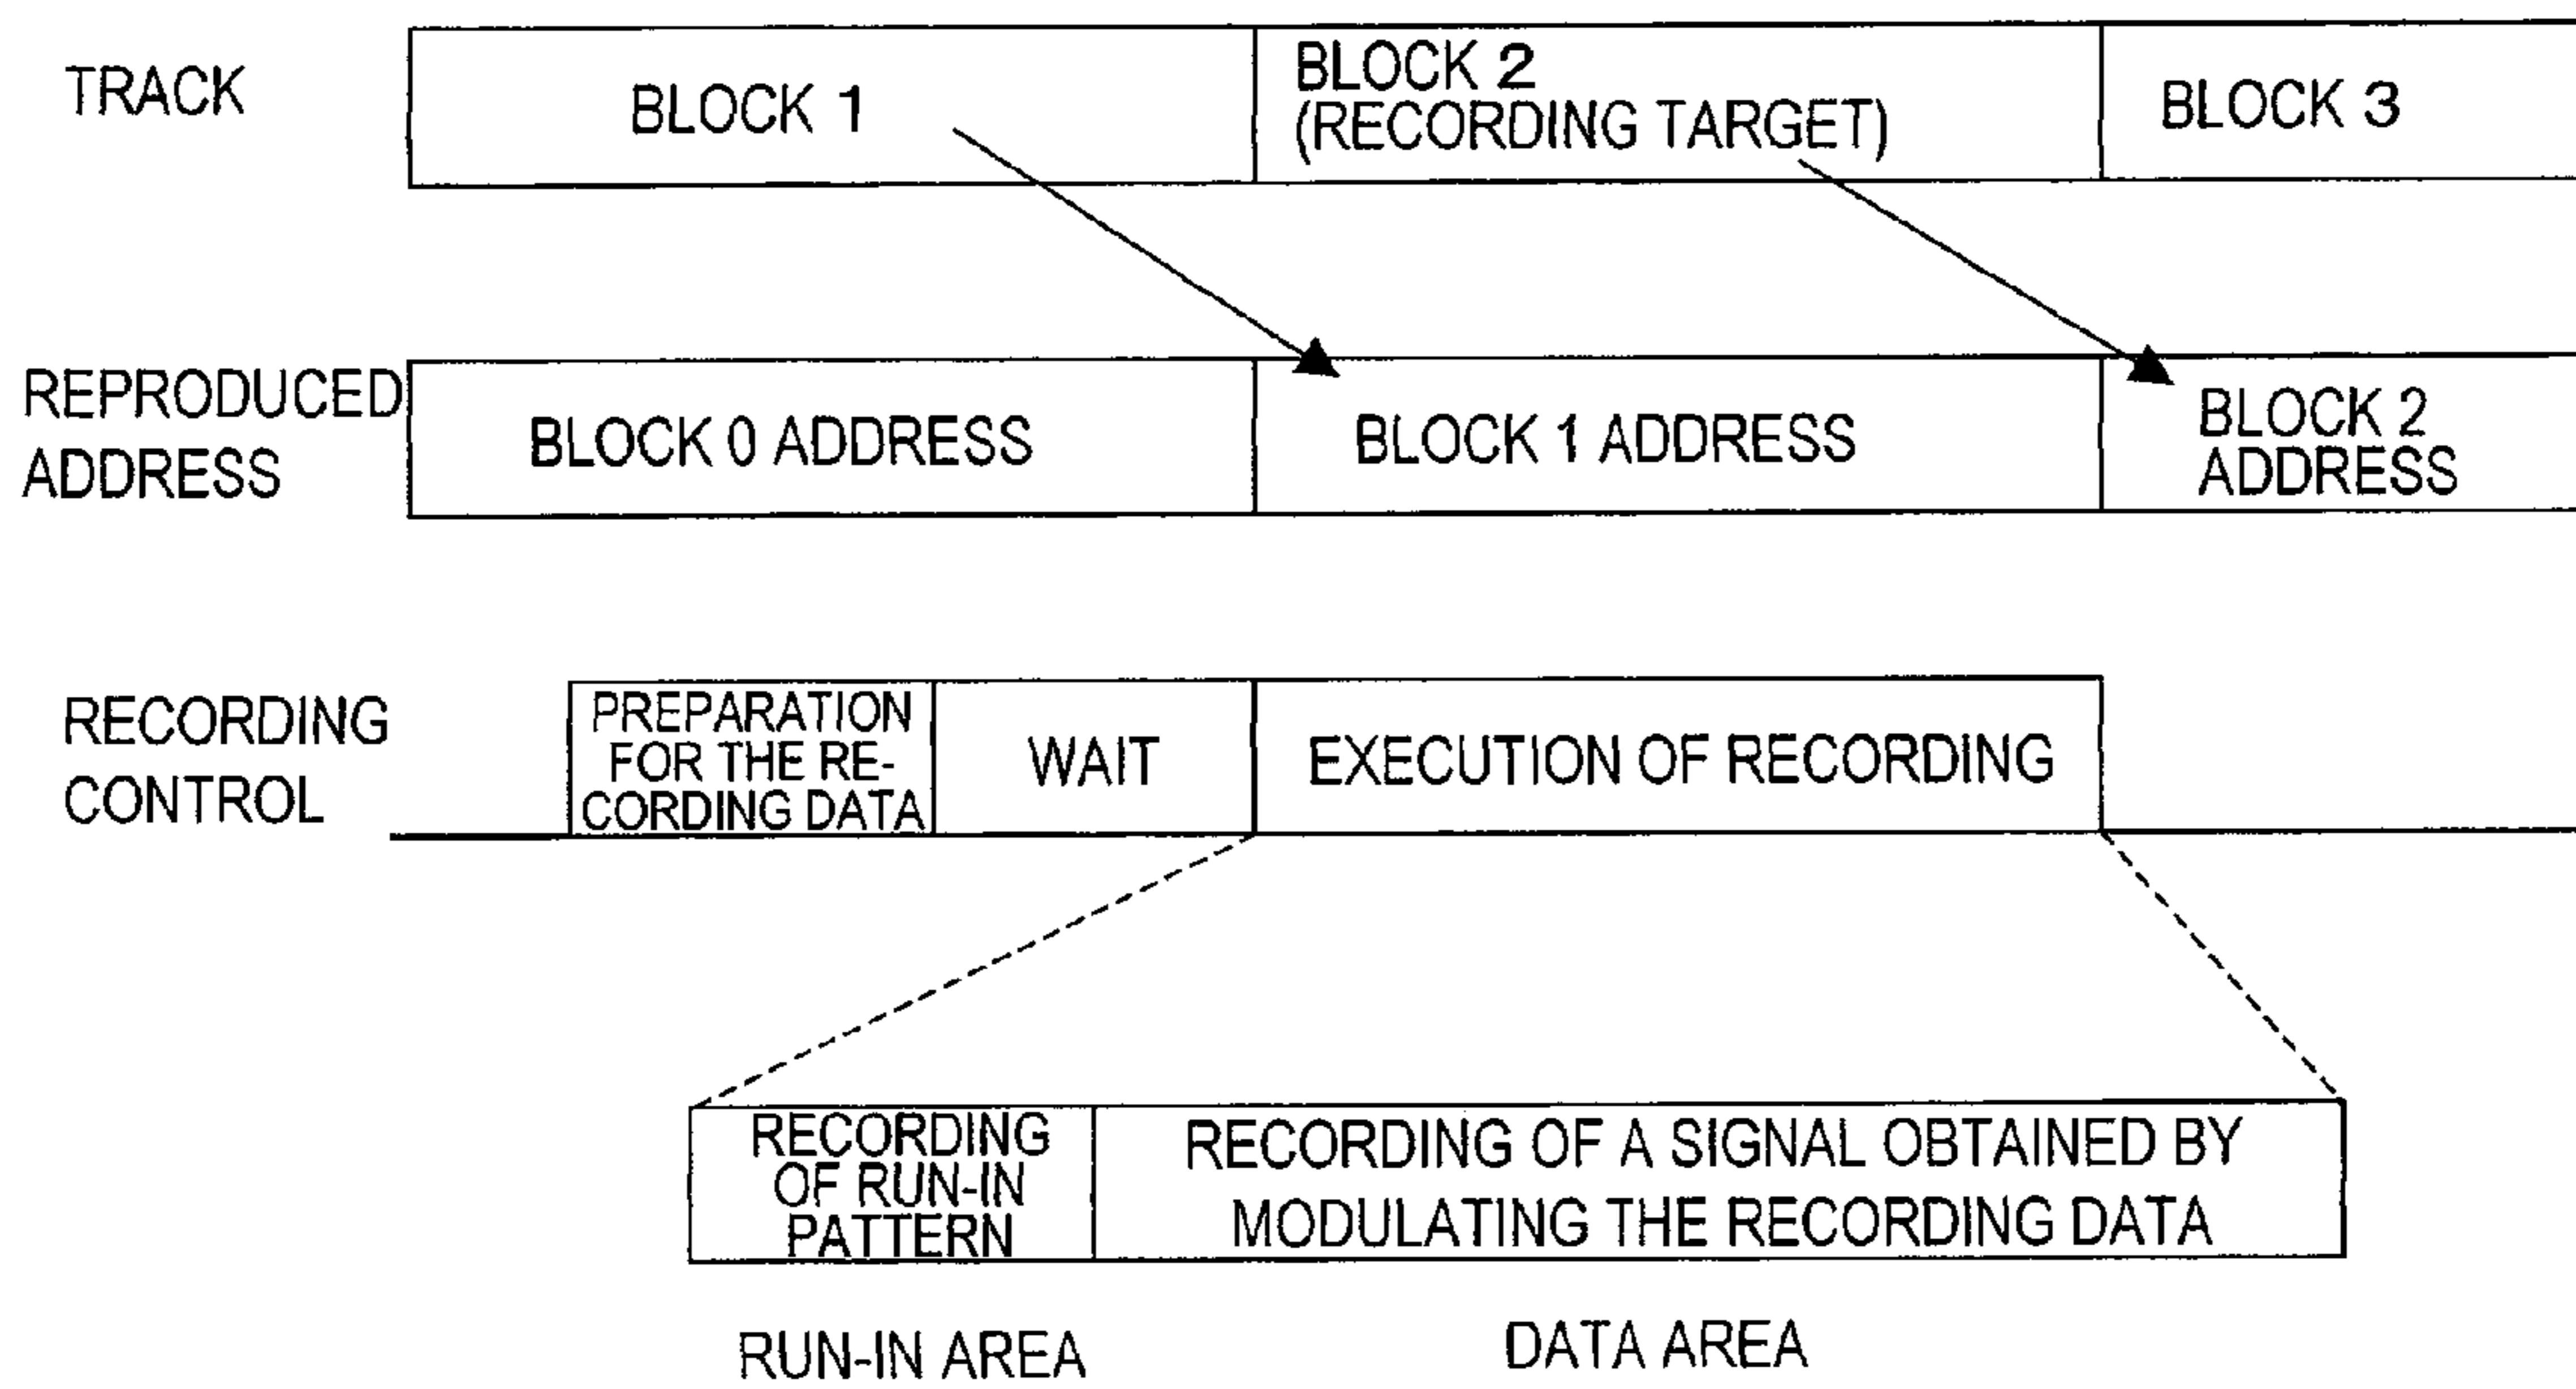 TRACK
BLOCK 1
BLOCK 2
(RECORDING TARGET)
BLOCK 3
REPRODUCED
ADDRESS
BLOCK 0 ADDRESS
BLOCK 1 ADDRESS
BLOCK 2
ADDRESS
RECORDING
CONTROL
PREPARATION
FOR THE RE-
CORDING DATA
WAIT
EXECUTION OF RECORDING
RECORDING
OF RUN-IN
PATTERN
RECORDING OF A SIGNAL OBTAINED BY
MODULATING THE RECORDING DATA
RUN-IN AREA
DATA AREA